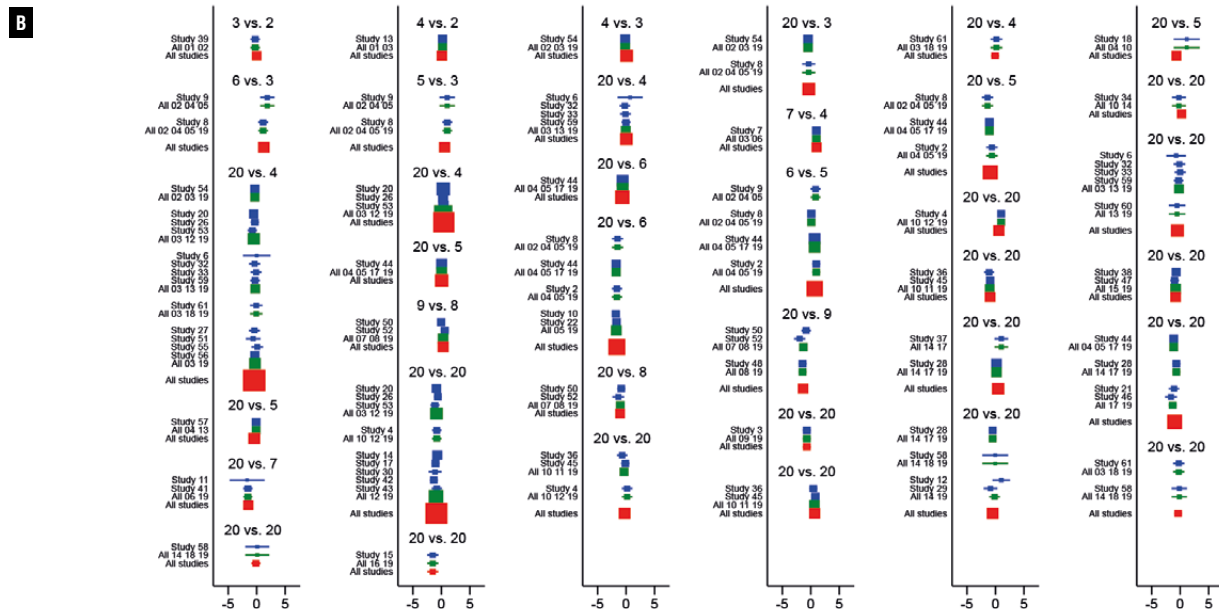 B
3 vs. 2
Study 39
All 01 02
All studies
6 vs. 3
Study 9
All 02 04 05
Study 8
All 02 04 05 19
All studies
20 vs. 4
Study 54
All 02 03 19
Study 20
Study 26
Study 53
All 03 12 19
Study 6
Study 32
Study 33
Study 59
All 03 13 19
Study 61
All 03 18 19
Study 27
Study 51
Study 55
Study 56
All 03 19
All studies
20 vs. 5
Study 57
All 04 13
All studies
20 vs. 7
Study 11
Study 41
All 06 19
All studies
20 vs. 20
Study 58
All 14 18 19
All studies
-5 0 5
4 vs. 2
Study 13
All 01 03
All studies
5 vs. 3
Study 9
All 02 04 05
Study 8
All 02 04 05 19
All studies
20 vs. 4
Study 20
Study 26
Study 53
All 03 12 19
All studies
20 vs. 5
Study 44
All 04 05 17 19
All studies
9 vs. 8
Study 50
Study 52
All 07 08 19
All studies
20 vs. 20
Study 20
Study 26
Study 53
All 03 12 19
Study 4
All 10 12 19
Study 14
Study 17
Study 30
Study 42
Study 43
All 12 19
All studies
20 vs. 20
Study 15
All 16 19
All studies
-5 0 5
4 vs. 3
Study 54
All 02 03 19
All studies
20 vs. 4
Study 6
Study 32
Study 33
Study 59
All 03 13 19
All studies
20 vs. 6
Study 44
All 04 05 17 19
All studies
20 vs. 6
Study 8
All 02 04 05 19
Study 44
All 04 05 17 19
Study 2
All 04 05 19
Study 10
Study 22
All 05 19
All studies
20 vs. 8
Study 50
Study 52
All 07 08 19
All studies
20 vs. 20
Study 36
Study 45
All 10 11 19
Study 4
All 10 12 19
All studies
-5 0 5
20 vs. 3
Study 54
All 02 03 19
Study 8
All 02 04 05 19
All studies
7 vs. 4
Study 7
All 03 06
All studies
6 vs. 5
Study 9
All 02 04 05
Study 8
All 02 04 05 19
Study 44
All 04 05 17 19
Study 2
All 04 05 19
All studies
20 vs. 9
Study 50
Study 52
All 07 08 19
Study 48
All 08 19
All studies
20 vs. 20
Study 3
All 09 19
All studies
20 vs. 20
Study 36
Study 45
All 10 11 19
All studies
-5 0 5
20 vs. 4
Study 61
All 03 18 19
All studies
20 vs. 5
Study 8
All 02 04 05 19
Study 44
All 04 05 17 19
Study 2
All 04 05 19
All studies
20 vs. 20
Study 4
All 10 12 19
All studies
20 vs. 20
Study 36
Study 45
All 10 11 19
All studies
20 vs. 20
Study 37
All 14 17
Study 28
All 14 17 19
All studies
20 vs. 20
Study 28
All 14 17 19
Study 58
All 14 18 19
Study 12
Study 29
All 14 19
All studies
-5 0 5
20 vs. 5
Study 18
All 04 10
All studies
20 vs. 20
Study 34
All 10 14
All studies
20 vs. 20
Study 6
Study 32
Study 33
Study 59
All 03 13 19
Study 60
All 13 19
All studies
20 vs. 20
Study 38
Study 47
All 15 19
All studies
20 vs. 20
Study 44
All 04 05 17 19
Study 28
All 14 17 19
Study 21
Study 46
All 17 19
All studies
20 vs. 20
Study 61
All 03 18 19
Study 58
All 14 18 19
All studies
-5 0 5